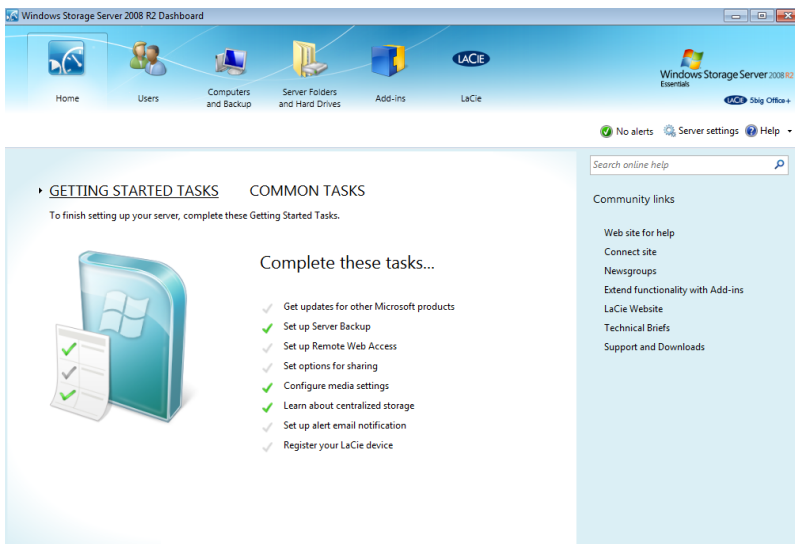 Windows Storage Server 2008 R2 Dashboard
Home
Users
Computers
and Backup
Server Folders
and Hard Drives
Add-ins
LACIE
LaCie
Windows Storage Server 2008 R2
Essentials
LACIE 5big Office+
No alerts
Server settings
Help
Search online help
GETTING STARTED TASKS
COMMON TASKS
To finish setting up your server, complete these Getting Started Tasks.
Complete these tasks...
Get updates for other Microsoft products
Set up Server Backup
Set up Remote Web Access
Set options for sharing
Configure media settings
Learn about centralized storage
Set up alert email notification
Register your LaCie device
Community links
Web site for help
Connect site
Newsgroups
Extend functionality with Add-ins
LaCie Website
Technical Briefs
Support and Downloads